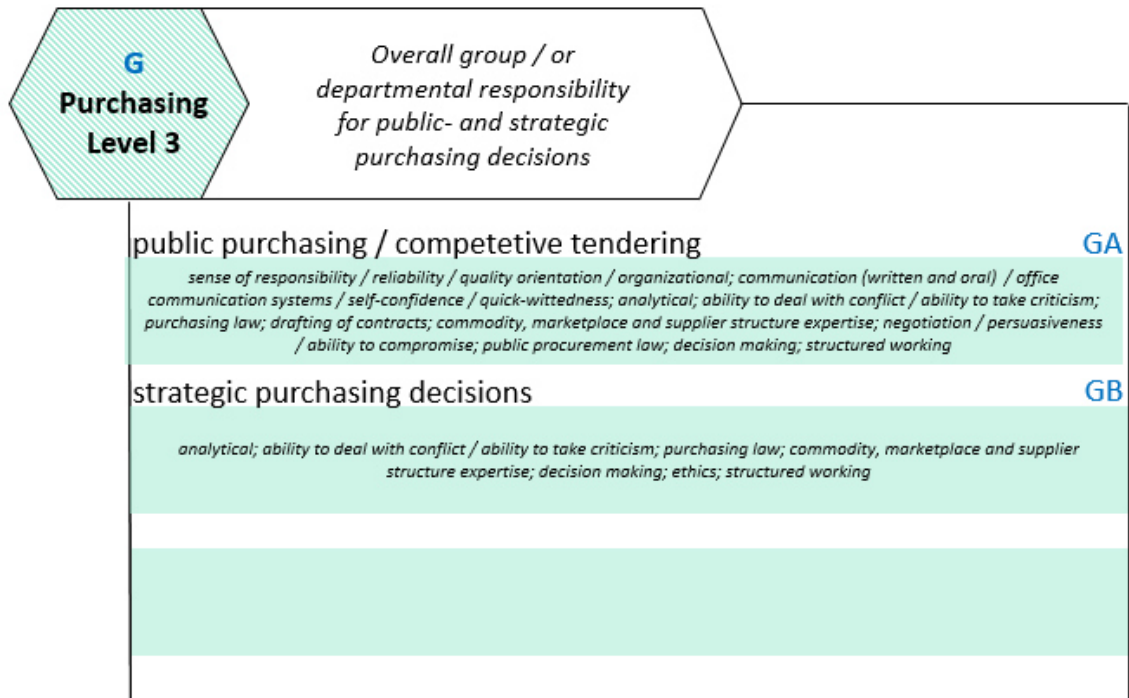 G
Purchasing
Level 3
Overall group / or
departmental responsibility
for public- and strategic
purchasing decisions
public purchasing / competetive tendering GA
sense of responsibility / reliability / quality orientation / organizational; communication (written and oral) / office
communication systems / self-confidence / quick-wittedness; analytical; ability to deal with conflict / ability to take criticism;
purchasing law; drafting of contracts; commodity, marketplace and supplier structure expertise; negotiation / persuasiveness
/ ability to compromise; public procurement law; decision making; structured working
strategic purchasing decisions GB
analytical; ability to deal with conflict / ability to take criticism; purchasing law; commodity, marketplace and supplier
structure expertise; decision making; ethics; structured working